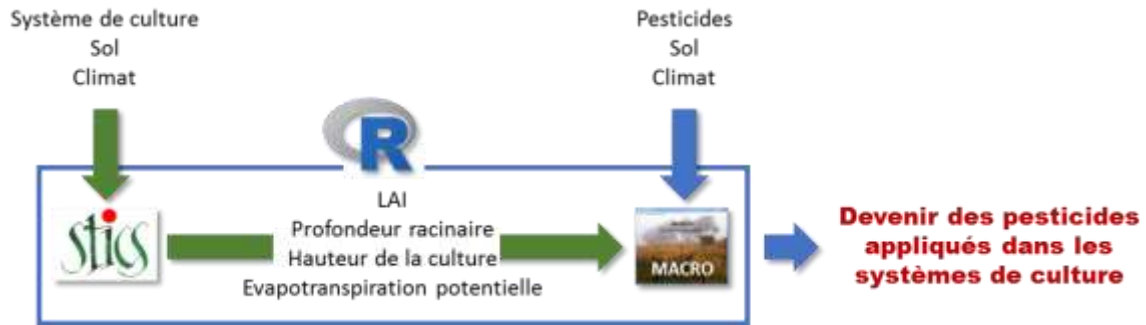 Système de culture
Sol
Climat
Pesticides
Sol
Climat
R
LAI
Profondeur racinaire
Hauteur de la culture
Evapotranspiration potentielle
stics
MACRO
Devenir des pesticides
appliqués dans les
systèmes de culture